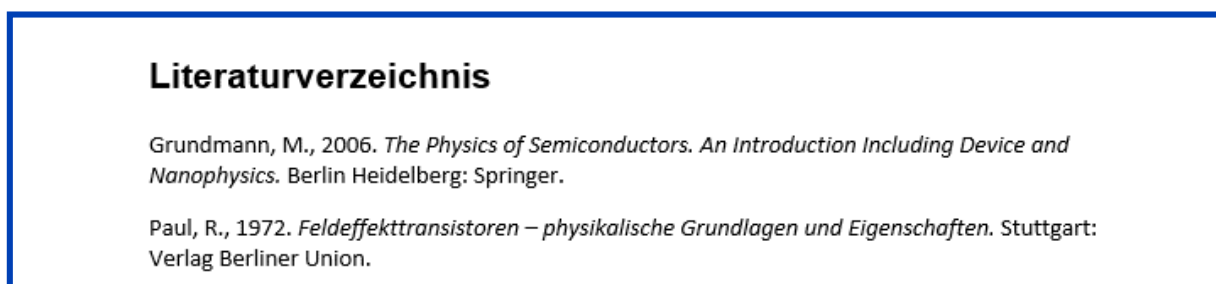 Literaturverzeichnis
Grundmann, M., 2006. The Physics of Semiconductors. An Introduction Including Device and
Nanophysics. Berlin Heidelberg: Springer.
Paul, R., 1972. Feldeffekttransistoren – physikalische Grundlagen und Eigenschaften. Stuttgart:
Verlag Berliner Union.